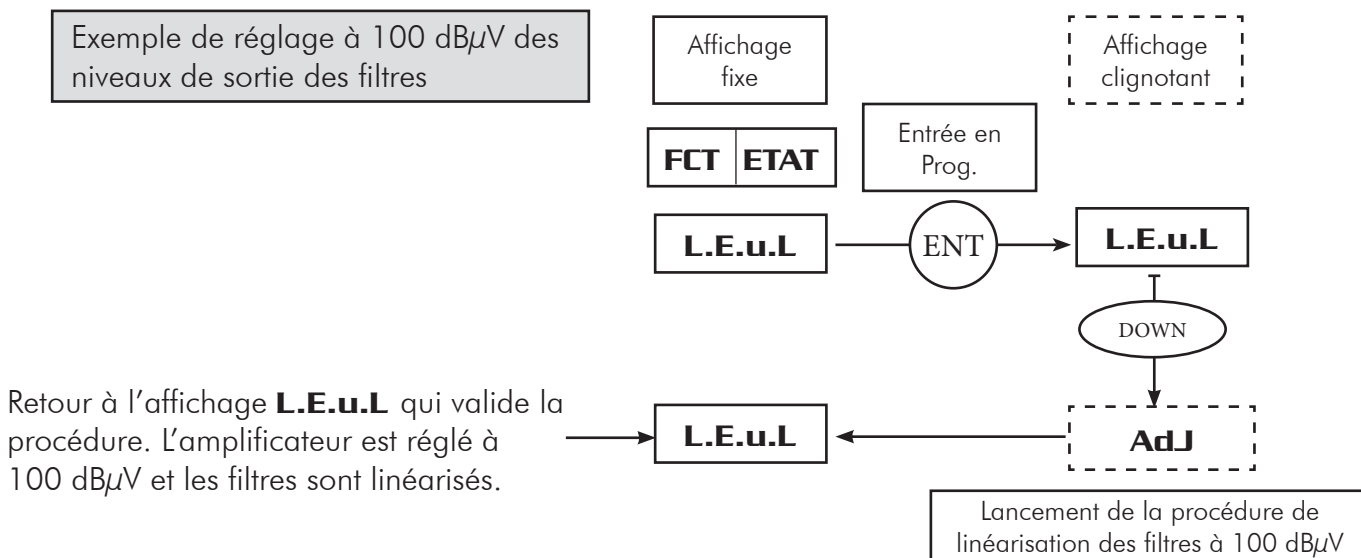 Exemple de réglage à 100 dBµV des
niveaux de sortie des filtres
Affichage
fixe
Affichage
clignotant
FCT ETAT
Entrée en
Prog.
L.E.u.L
ENT
L.E.u.L
DOWN
Retour à l'affichage L.E.u.L qui valide la
procédure. L'amplificateur est réglé à
100 dBµV et les filtres sont linéarisés.
L.E.u.L
AdJ
Lancement de la procédure de
linéarisation des filtres à 100 dBµV